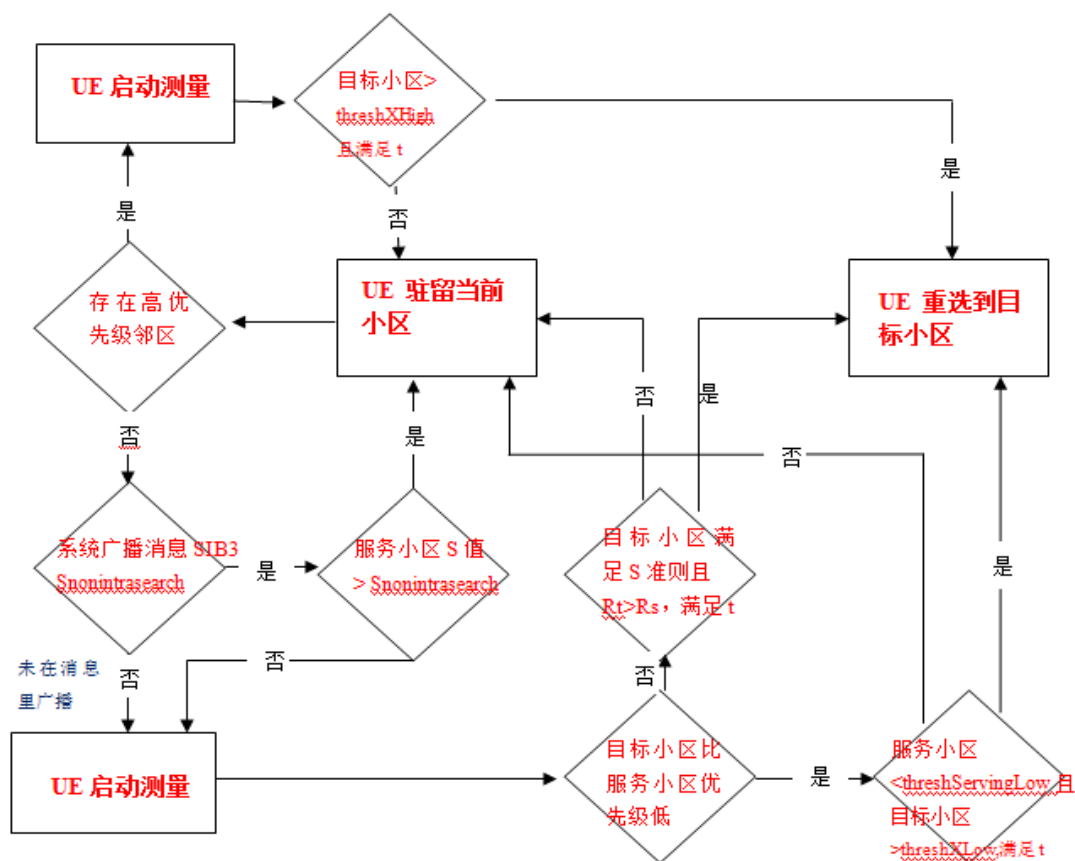 UE 启动测量
目标小区>
threshXHigh
且满足 t
是
否
是
存在高优
先级邻区
UE 驻留当前
小区
UE 重选到目
标小区
否
是
否
是
否
系统广播消息 SIB3
Snonintrasearch
是
服务小区 S 值
> Snonintrasearch
目标小区满
足 S 准则且
Rt>Rs，满足 t
是
未在消息
里广播
否
否
否
UE 启动测量
目标小区比
服务小区优
先级低
是
服务小区
<threshServingLow 且
目标小区
>threshXLow,满足 t